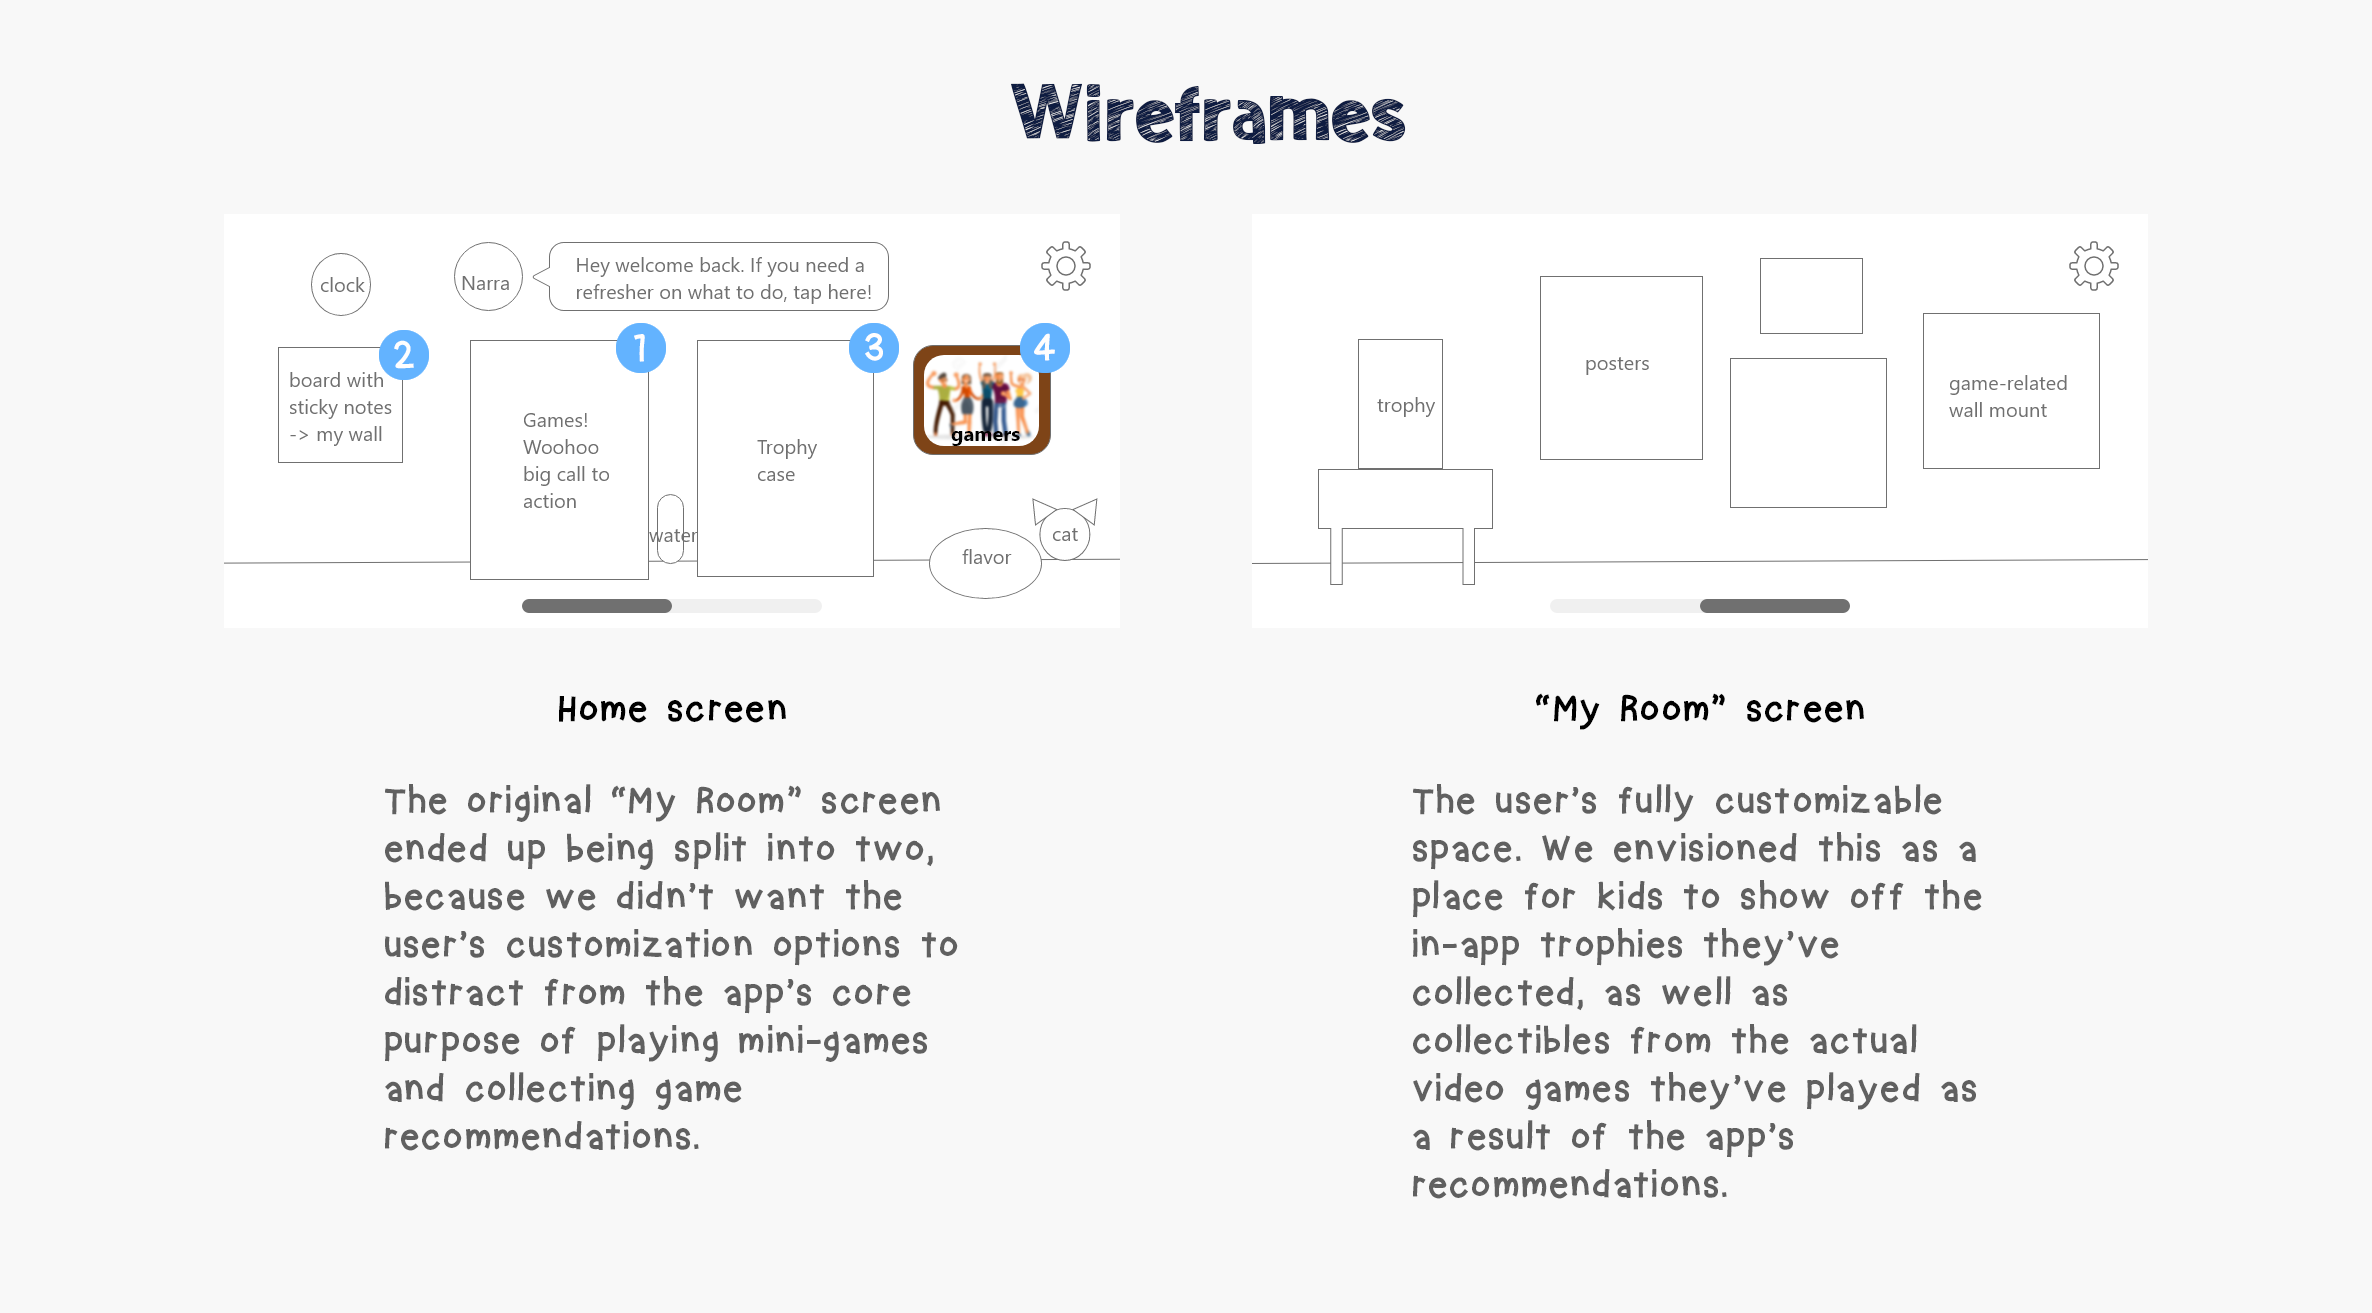 Wireframes
clock
Narra
Hey welcome back. If you need a
refresher on what to do, tap here!
2
board with
sticky notes
-> my wall
1
Games!
Woohoo
big call to
action
water
3
Trophy
case
4
gamers
flavor
cat
trophy
posters
game-related
wall mount
Home screen
The original “My Room” screen
ended up being split into two,
because we didn’t want the
user’s customization options to
distract from the app’s core
purpose of playing mini-games
and collecting game
recommendations.
“My Room” screen
The user’s fully customizable
space. We envisioned this as a
place for kids to show off the
in-app trophies they’ve
collected, as well as
collectibles from the actual
video games they’ve played as
a result of the app’s
recommendations.